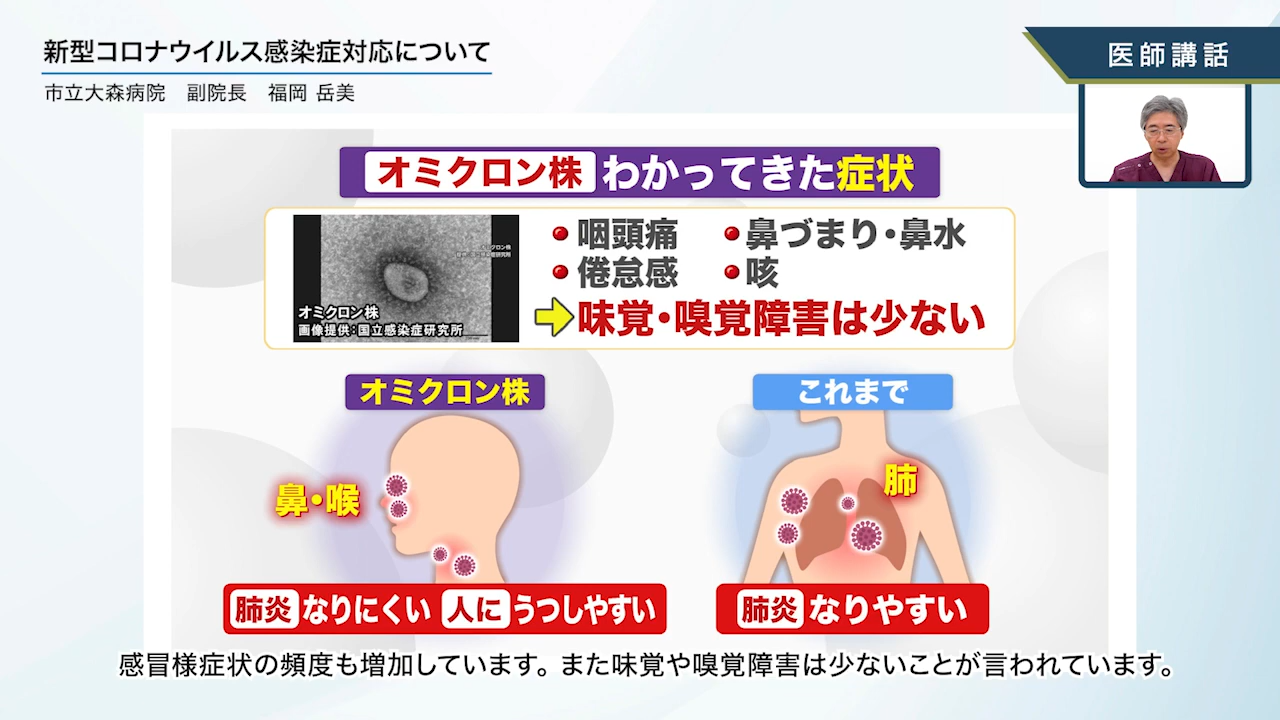 新型コロナウイルス感染症対応について
市立大森病院 副院長 福岡 岳美
医師講話
オミクロン株 わかってきた症状
・咽頭痛 ・鼻づまり・鼻水
・倦怠感 ・咳
味覚・嗅覚障害は少ない
オミクロン株
画像提供：国立感染症研究所
オミクロン株
鼻・喉
肺炎 なりにくい 人に うつしやすい
これまで
肺
肺炎 なりやすい
感冒様症状の頻度も増加しています。また味覚や嗅覚障害は少ないことが言われています。